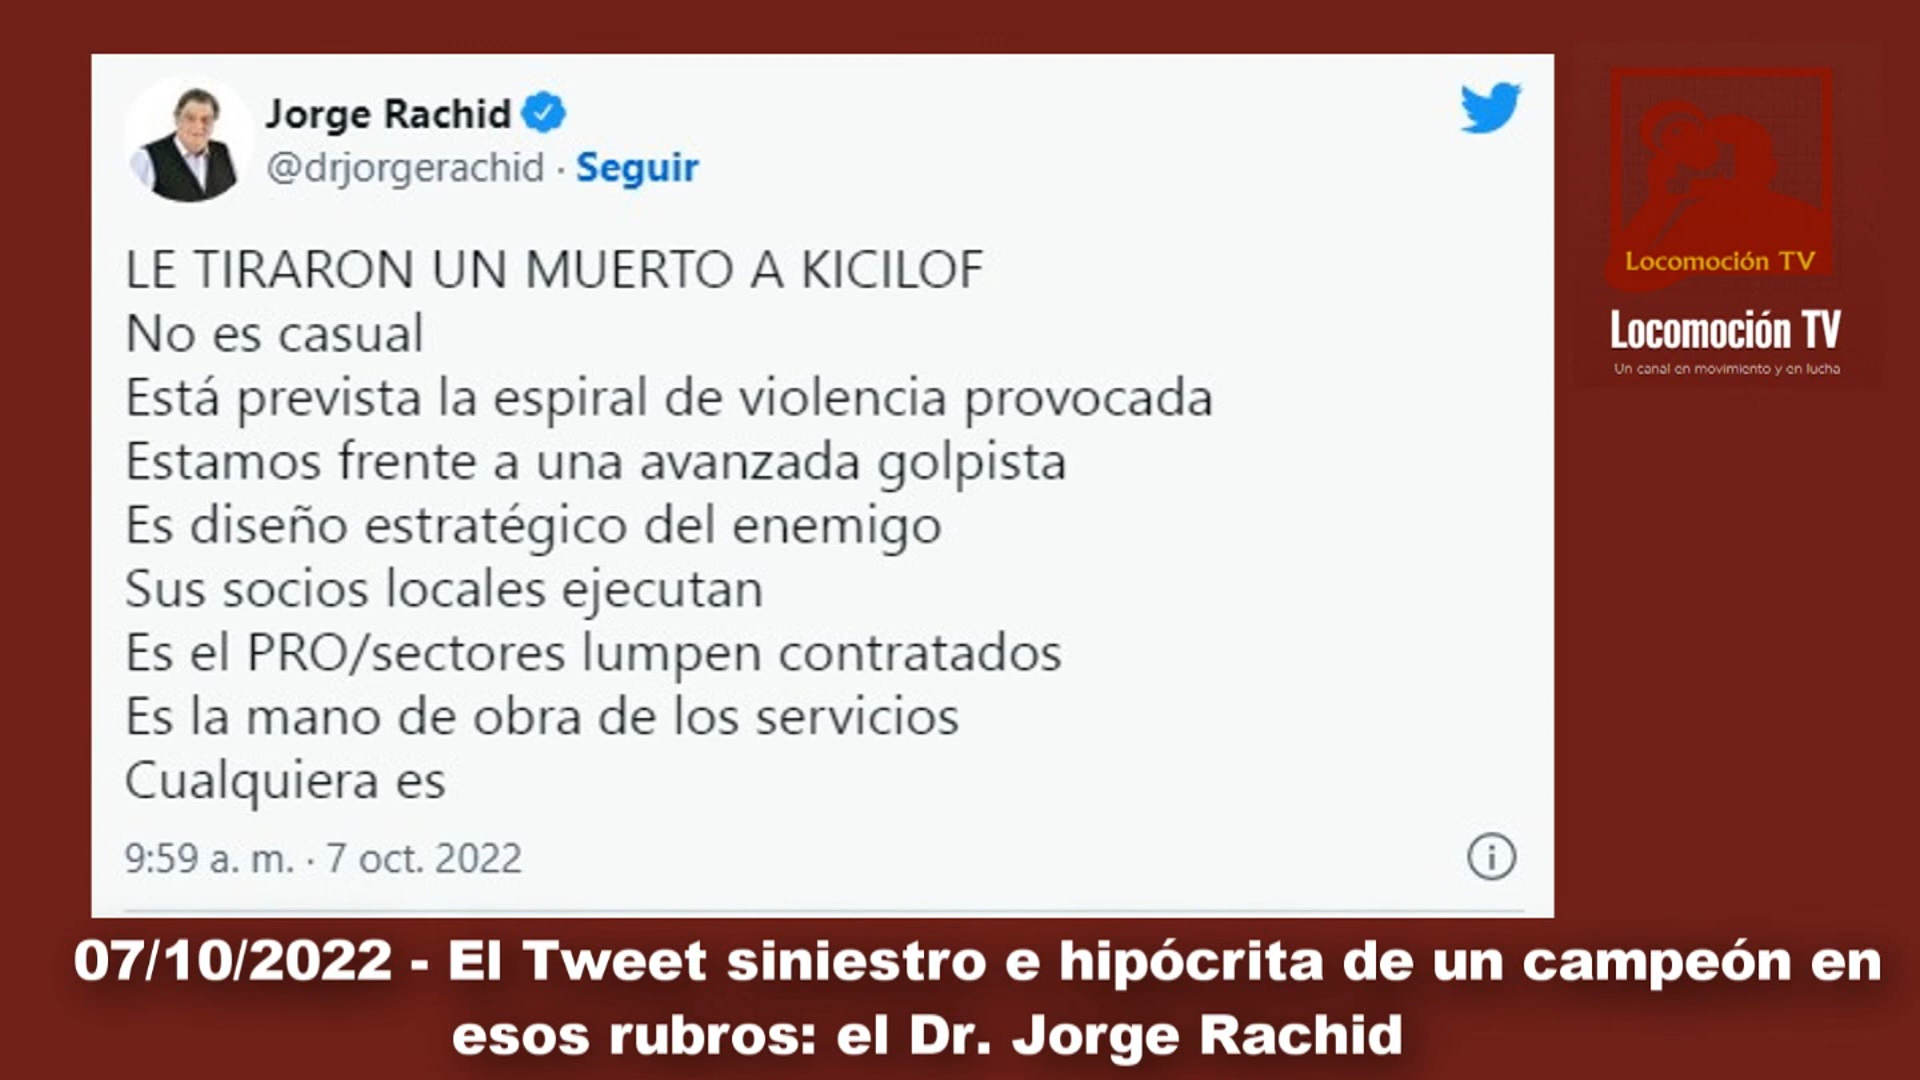 Jorge Rachid
@drjorgerachid · Seguir
LE TIRARON UN MUERTO A KICILOF
No es casual
Está prevista la espiral de violencia provocada
Estamos frente a una avanzada golpista
Es diseño estratégico del enemigo
Sus socios locales ejecutan
Es el PRO/sectores lumpen contratados
Es la mano de obra de los servicios
Cualquiera es
9:59 a. m. · 7 oct. 2022
Locomoción TV
Locomoción TV
Un canal en movimiento y en lucha
07/10/2022 - El Tweet siniestro e hipócrita de un campeón en
esos rubros: el Dr. Jorge Rachid